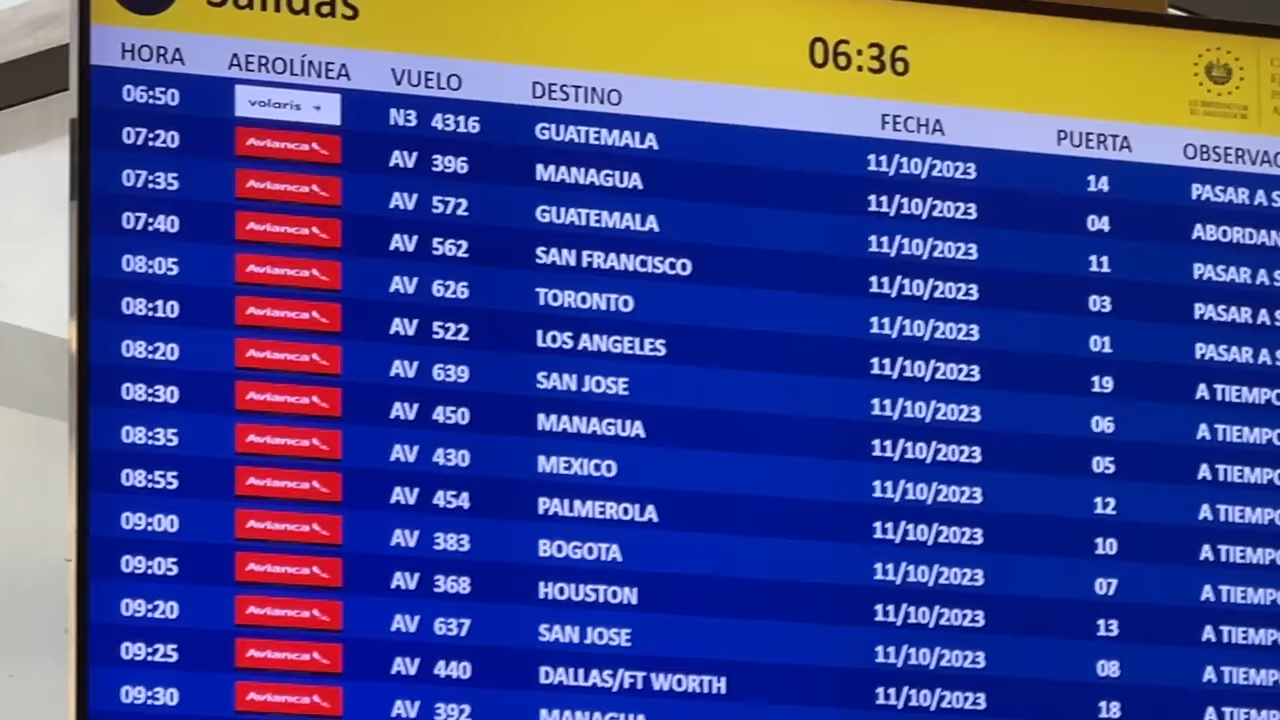 Salidas
06:36
HORA AEROLÍNEA VUELO DESTINO FECHA PUERTA OBSERVAC
06:50 volaris N3 4316 GUATEMALA 11/10/2023 14 PASAR A S
07:20 Avianca AV 396 MANAGUA 11/10/2023 04 ABORDAN
07:35 Avianca AV 572 GUATEMALA 11/10/2023 11 PASAR A S
07:40 Avianca AV 562 SAN FRANCISCO 11/10/2023 03 PASAR A S
08:05 Avianca AV 626 TORONTO 11/10/2023 01 PASAR A S
08:10 Avianca AV 522 LOS ANGELES 11/10/2023 19 A TIEMPO
08:20 Avianca AV 639 SAN JOSE 11/10/2023 06 A TIEMPO
08:30 Avianca AV 450 MANAGUA 11/10/2023 05 A TIEMPO
08:35 Avianca AV 430 MEXICO 11/10/2023 12 A TIEMPO
08:55 Avianca AV 454 PALMEROLA 11/10/2023 10 A TIEMPO
09:00 Avianca AV 383 BOGOTA 11/10/2023 07 A TIEMPO
09:05 Avianca AV 368 HOUSTON 11/10/2023 13 A TIEMPO
09:20 Avianca AV 637 SAN JOSE 11/10/2023 08 A TIEMP
09:25 Avianca AV 440 DALLAS/FT WORTH 11/10/2023 18 A TIEMP
09:30 Avianca AV 392 MANAGUA